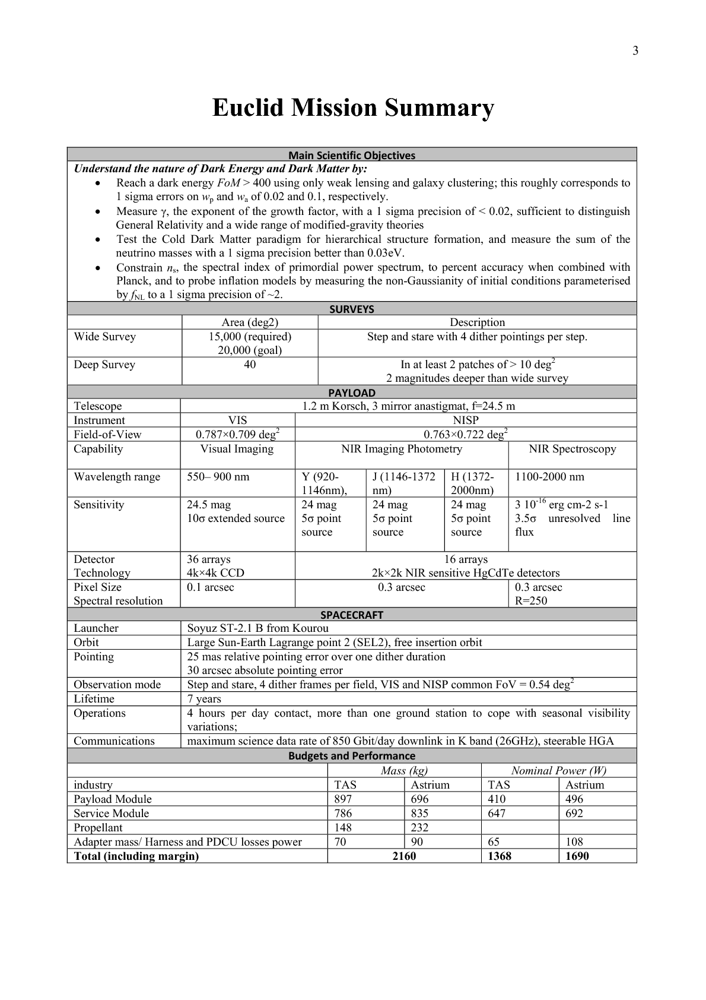 3
Euclid Mission Summary
Main Scientific Objectives
Understand the nature of Dark Energy and Dark Matter by:
• Reach a dark energy FoM > 400 using only weak lensing and galaxy clustering; this roughly corresponds to
1 sigma errors on wp and wa of 0.02 and 0.1, respectively.
• Measure γ, the exponent of the growth factor, with a 1 sigma precision of < 0.02, sufficient to distinguish
General Relativity and a wide range of modified-gravity theories
• Test the Cold Dark Matter paradigm for hierarchical structure formation, and measure the sum of the
neutrino masses with a 1 sigma precision better than 0.03eV.
• Constrain ns, the spectral index of primordial power spectrum, to percent accuracy when combined with
Planck, and to probe inflation models by measuring the non-Gaussianity of initial conditions parameterised
by fNL to a 1 sigma precision of ~2.
SURVEYS
Area (deg2) Description
Wide Survey 15,000 (required) Step and stare with 4 dither pointings per step.
20,000 (goal)
Deep Survey 40 In at least 2 patches of > 10 deg2
2 magnitudes deeper than wide survey
PAYLOAD
Telescope 1.2 m Korsch, 3 mirror anastigmat, f=24.5 m
Instrument VIS NISP
Field-of-View 0.787×0.709 deg2 0.763×0.722 deg2
Capability Visual Imaging NIR Imaging Photometry NIR Spectroscopy
Wavelength range 550– 900 nm Y (920- J (1146-1372 H (1372- 1100-2000 nm
1146nm), nm) 2000nm)
Sensitivity 24.5 mag 24 mag 24 mag 24 mag 3 10-16 erg cm-2 s-1
10σ extended source 5σ point 5σ point 5σ point 3.5σ unresolved line
source source source flux
Detector 36 arrays 16 arrays
Technology 4k×4k CCD 2k×2k NIR sensitive HgCdTe detectors
Pixel Size 0.1 arcsec 0.3 arcsec 0.3 arcsec
Spectral resolution R=250
SPACECRAFT
Launcher Soyuz ST-2.1 B from Kourou
Orbit Large Sun-Earth Lagrange point 2 (SEL2), free insertion orbit
Pointing 25 mas relative pointing error over one dither duration
30 arcsec absolute pointing error
Observation mode Step and stare, 4 dither frames per field, VIS and NISP common FoV = 0.54 deg2
Lifetime 7 years
Operations 4 hours per day contact, more than one ground station to cope with seasonal visibility
variations;
Communications maximum science data rate of 850 Gbit/day downlink in K band (26GHz), steerable HGA
Budgets and Performance
Mass (kg) Nominal Power (W)
industry TAS Astrium TAS Astrium
Payload Module 897 696 410 496
Service Module 786 835 647 692
Propellant 148 232
Adapter mass/ Harness and PDCU losses power 70 90 65 108
Total (including margin) 2160 1368 1690